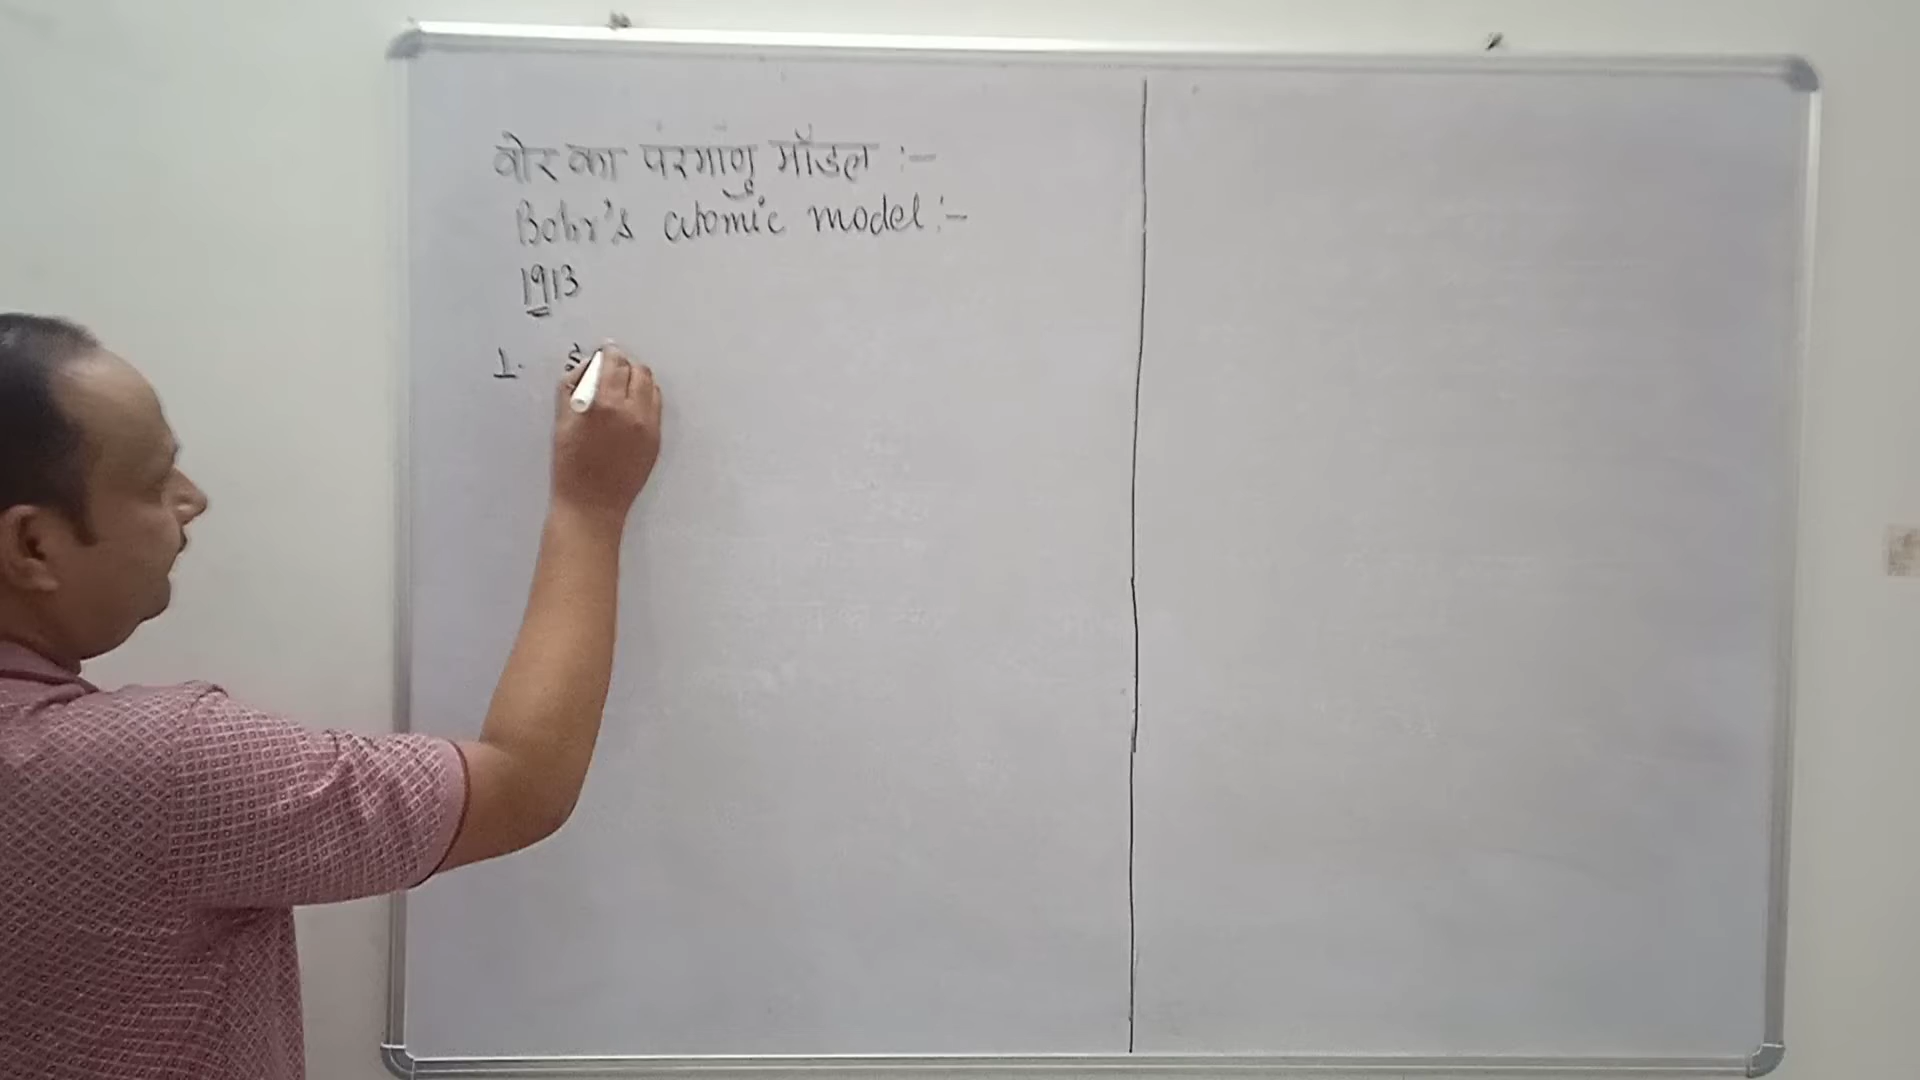 वोर का परमाणु मॉडल :-
Bohr's atomic model :-
1913
1.